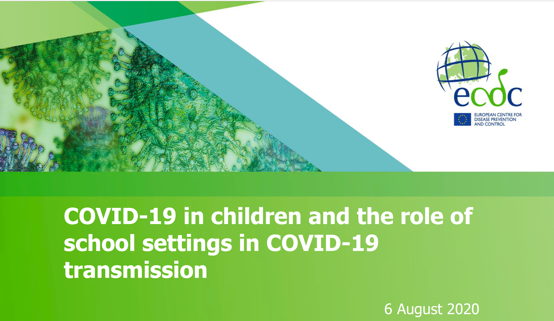 ecdc
EUROPEAN CENTRE FOR
DISEASE PREVENTION
AND CONTROL
COVID-19 in children and the role of
school settings in COVID-19
transmission
6 August 2020